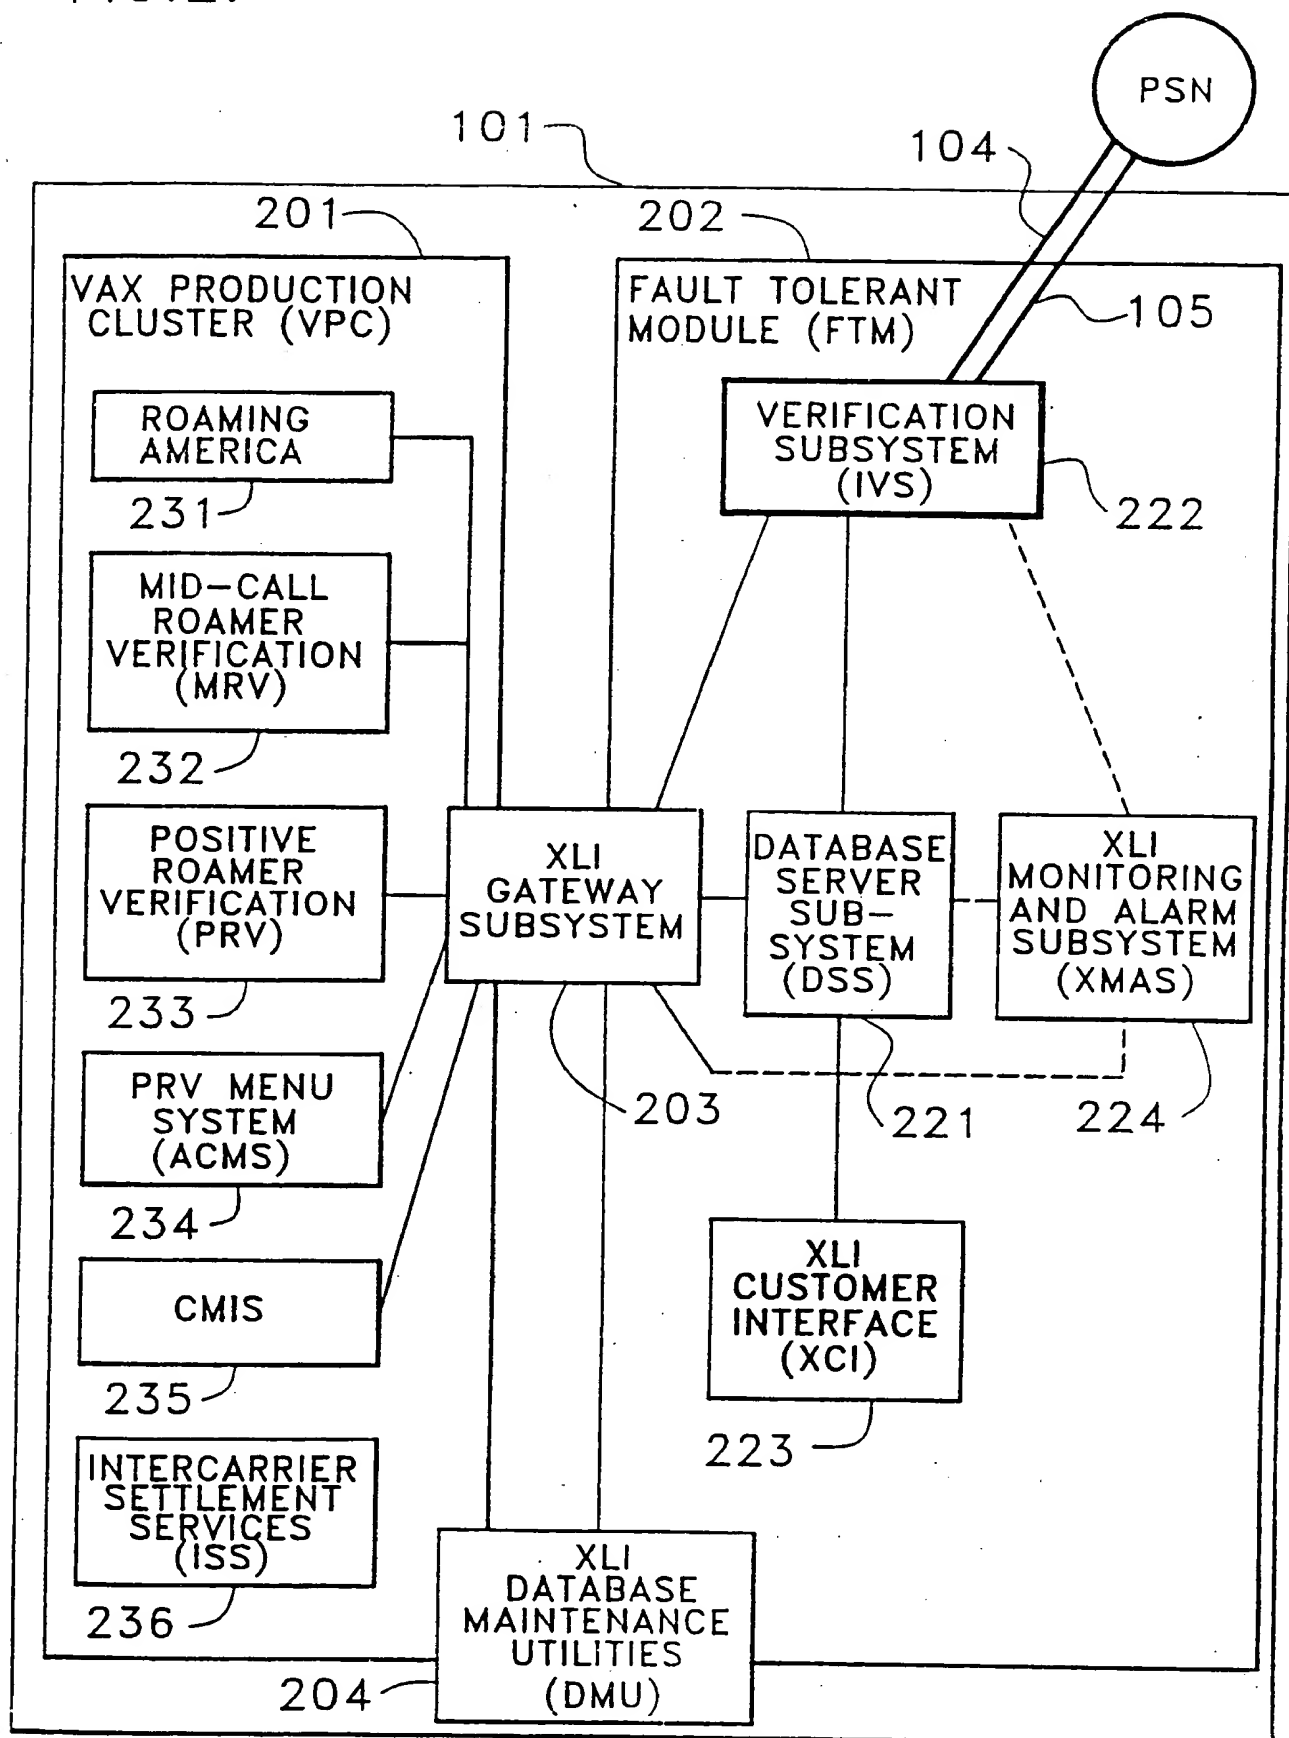 PSN
101
104
201
202
VAX PRODUCTION
CLUSTER (VPC)
FAULT TOLERANT
MODULE (FTM)
105
ROAMING
AMERICA
231
VERIFICATION
SUBSYSTEM
(IVS)
222
MID-CALL
ROAMER
VERIFICATION
(MRV)
232
POSITIVE
ROAMER
VERIFICATION
(PRV)
233
XLI
GATEWAY
SUBSYSTEM
203
DATABASE
SERVER
SUB-
SYSTEM
(DSS)
221
XLI
MONITORING
AND ALARM
SUBSYSTEM
(XMAS)
224
PRV MENU
SYSTEM
(ACMS)
234
CMIS
235
XLI
CUSTOMER
INTERFACE
(XCI)
223
INTERCARRIER
SETTLEMENT
SERVICES
(ISS)
236
XLI
DATABASE
MAINTENANCE
UTILITIES
(DMU)
204